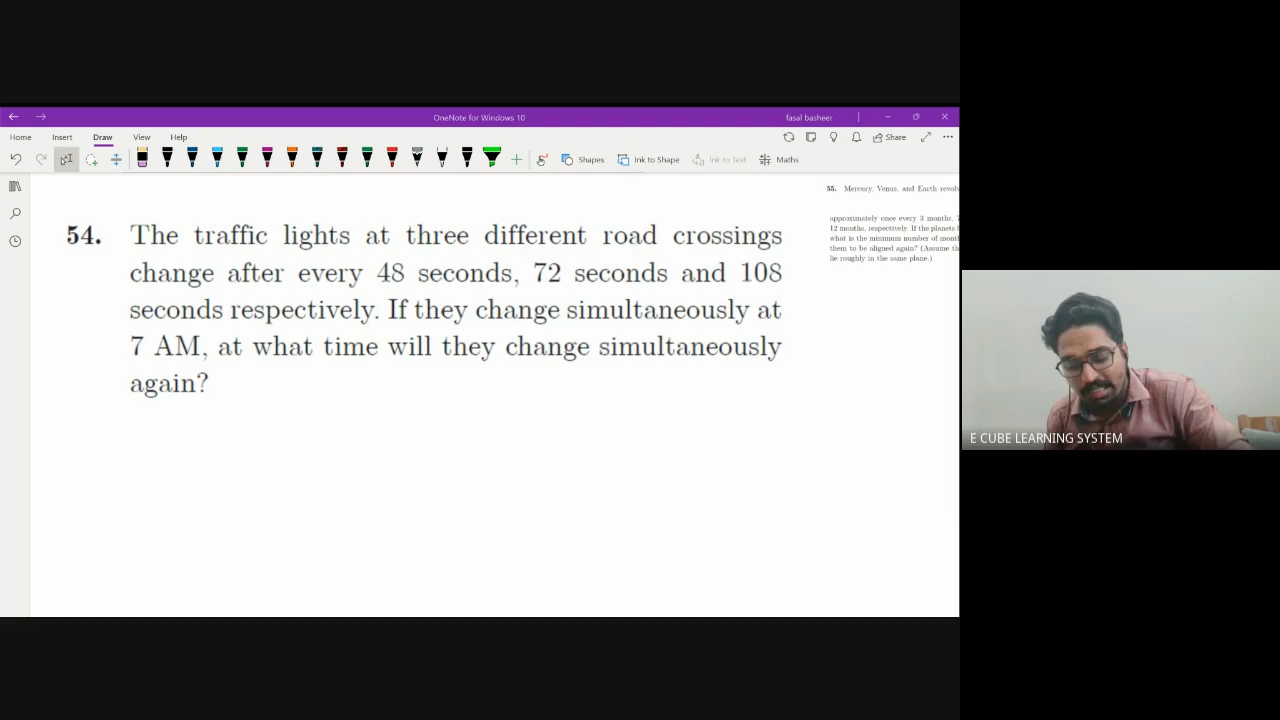 OneNote for Windows 10
fasal basheer
Home Insert Draw View Help
Share
Shapes Ink to Shape Ink to Text Maths
54. The traffic lights at three different road crossings
change after every 48 seconds, 72 seconds and 108
seconds respectively. If they change simultaneously at
7 AM, at what time will they change simultaneously
again?
55. Mercury, Venus, and Earth revolv
approximately once every 3 months, 7
12 months, respectively. If the planets
what is the minimum number of mont
them to be aligned again? (Assume th
lie roughly in the same plane.)
E CUBE LEARNING SYSTEM